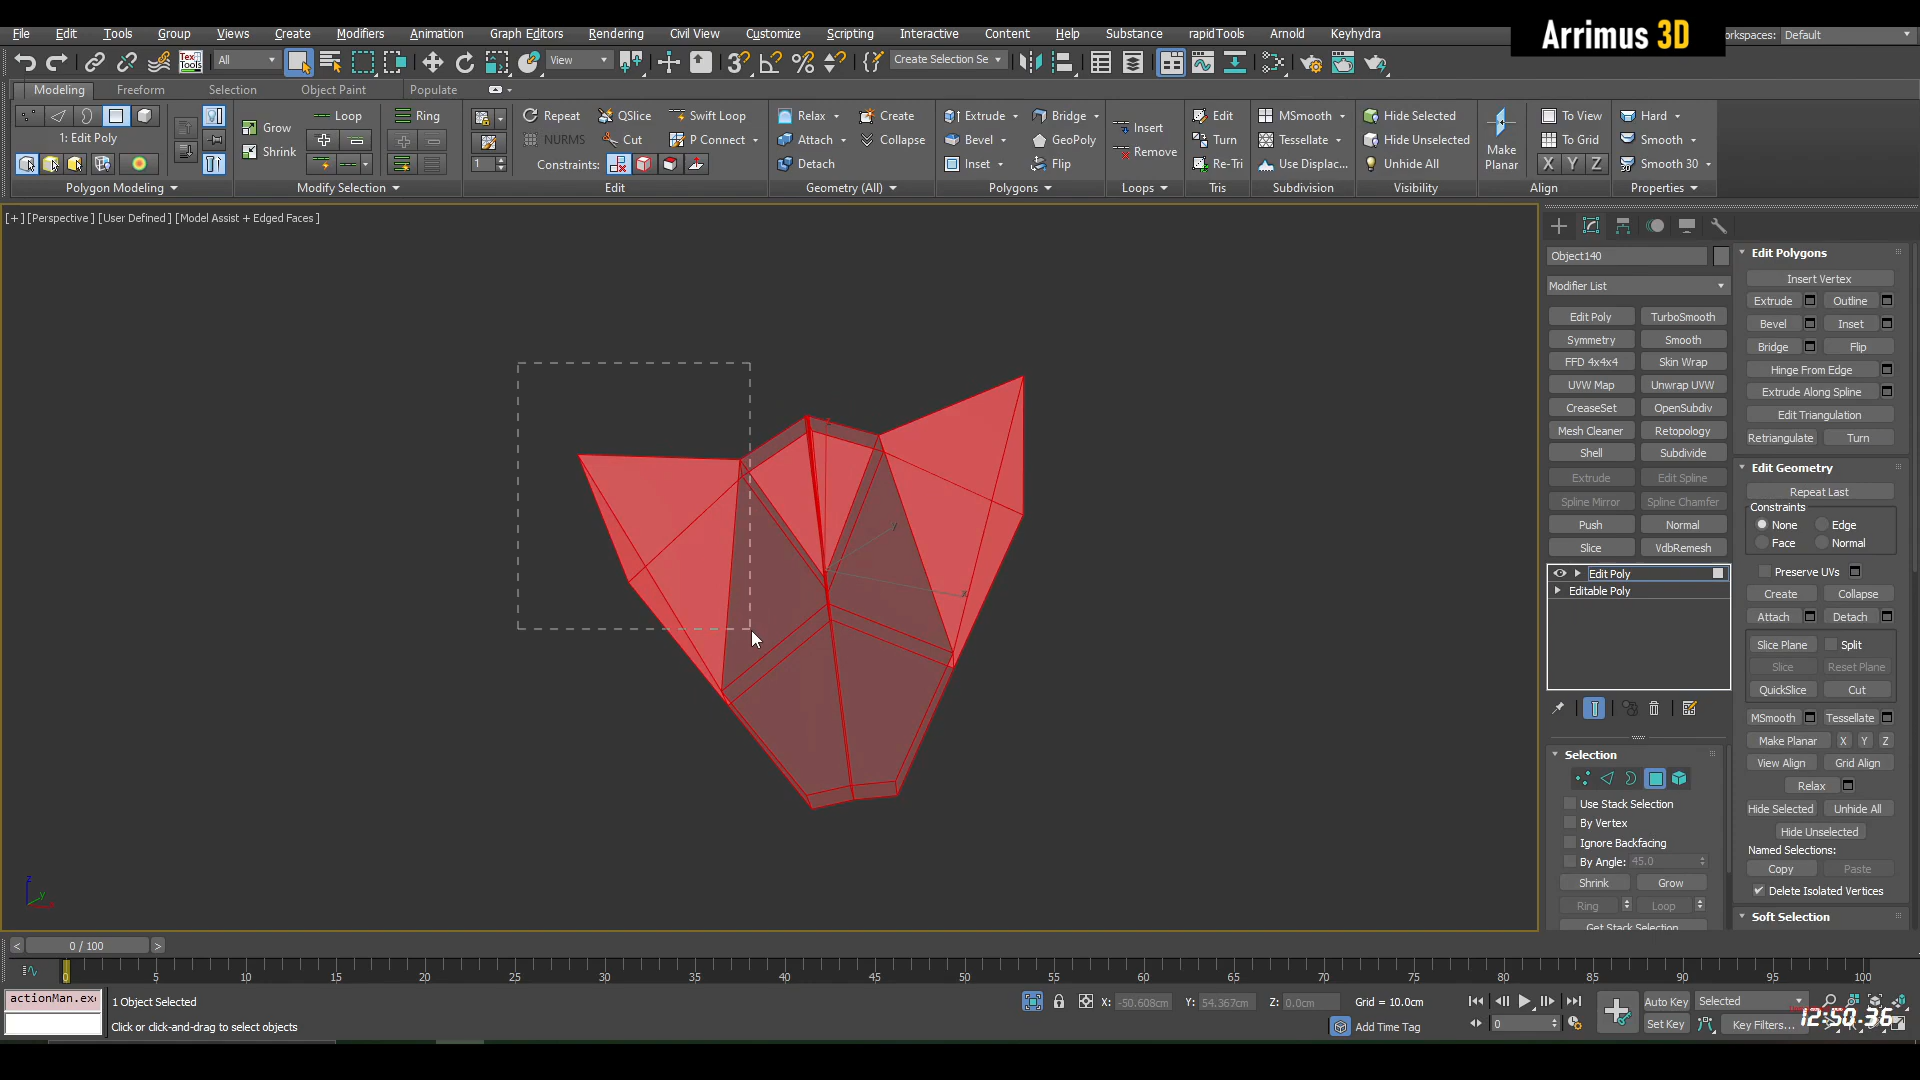 File Edit Tools Group Views Create Modifiers Animation Graph Editors Rendering Civil View Customize Scripting Interactive Content Help Substance rapidTools Arnold Keyhydra
Arrimus 3D
orkspaces: Default
All View Create Selection Se
Modeling Freeform Selection Object Paint Populate
1: Edit Poly
Grow
Shrink
Loop
Ring
1
Repeat QSlice Swift Loop
NURMS Cut P Connect
Constraints:
Relax Create
Attach Collapse
Detach
Extrude Bridge
Bevel GeoPoly
Inset Flip
Insert
Remove
Edit
Turn
Re-Tri
MSmooth
Tessellate
Use Displac...
Hide Selected
Hide Unselected
Unhide All
Make
Planar
To View
To Grid
X Y Z
Hard
Smooth
Smooth 30
Polygon Modeling Modify Selection Edit Geometry (All) Polygons Loops Tris Subdivision Visibility Align Properties
[+] [Perspective ] [User Defined ] [Model Assist + Edged Faces ]
z
y
x
z
y
x
Object140
Modifier List
Edit Poly TurboSmooth
Symmetry Smooth
FFD 4x4x4 Skin Wrap
UVW Map Unwrap UVW
CreaseSet OpenSubdiv
Mesh Cleaner Retopology
Shell Subdivide
Extrude Edit Spline
Spline Mirror Spline Chamfer
Push Normal
Slice VdbRemesh
Edit Poly
Editable Poly
Selection
Use Stack Selection
By Vertex
Ignore Backfacing
By Angle: 45.0
Shrink Grow
Ring Loop
Get Stack Selection
Edit Polygons
Insert Vertex
Extrude Outline
Bevel Inset
Bridge Flip
Hinge From Edge
Extrude Along Spline
Edit Triangulation
Retriangulate Turn
Edit Geometry
Repeat Last
Constraints
None Edge
Face Normal
Preserve UVs
Create Collapse
Attach Detach
Slice Plane Split
Slice Reset Plane
QuickSlice Cut
MSmooth Tessellate
Make Planar X Y Z
View Align Grid Align
Relax
Hide Selected Unhide All
Hide Unselected
Named Selections:
Copy Paste
Delete Isolated Vertices
Soft Selection
< 0 / 100 >
0 5 10 15 20 25 30 35 40 45 50 55 60 65 70 75 80 85 90 95 100
actionMan.exe
1 Object Selected
Click or click-and-drag to select objects
X: -50.608cm Y: 54.367cm Z: 0.0cm Grid = 10.0cm
Add Time Tag
0
Auto Key Selected
Set Key Key Filters...
12:50:36